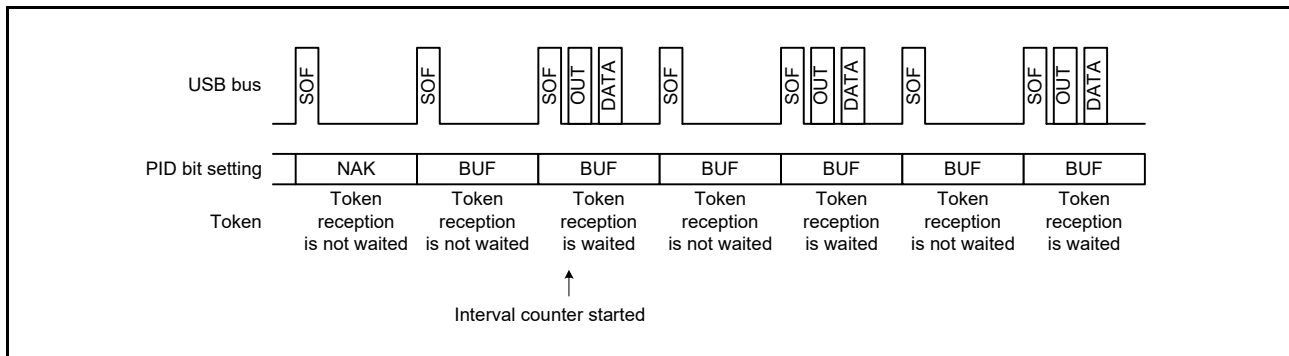 USB bus
SOF
SOF
SOF
OUT
DATA
SOF
SOF
OUT
DATA
SOF
SOF
OUT
DATA
PID bit setting
NAK
BUF
BUF
BUF
BUF
BUF
BUF
Token
Token
reception
is not waited
Token
reception
is not waited
Token
reception
is waited
Token
reception
is not waited
Token
reception
is waited
Token
reception
is not waited
Token
reception
is waited
Interval counter started